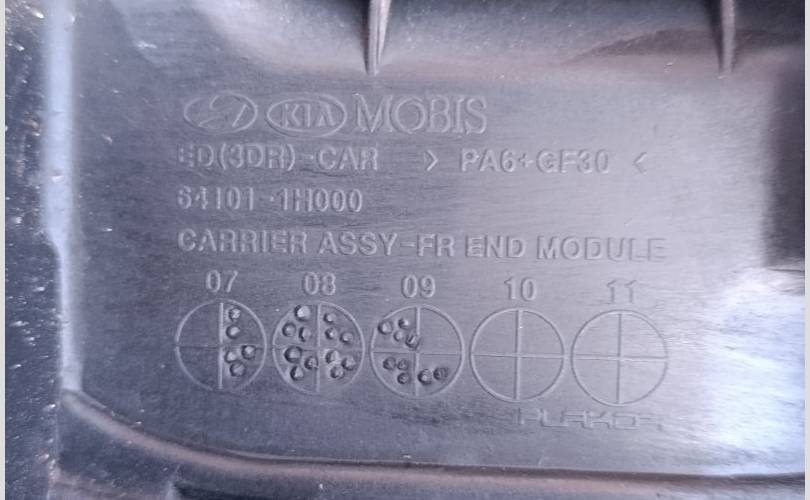 KIA MOBIS
ED(3DR)-CAR > PA6+GF30 <
64101-1H000
CARRIER ASSY-FR END MODULE
07 08 09 10 11
PLAKOR